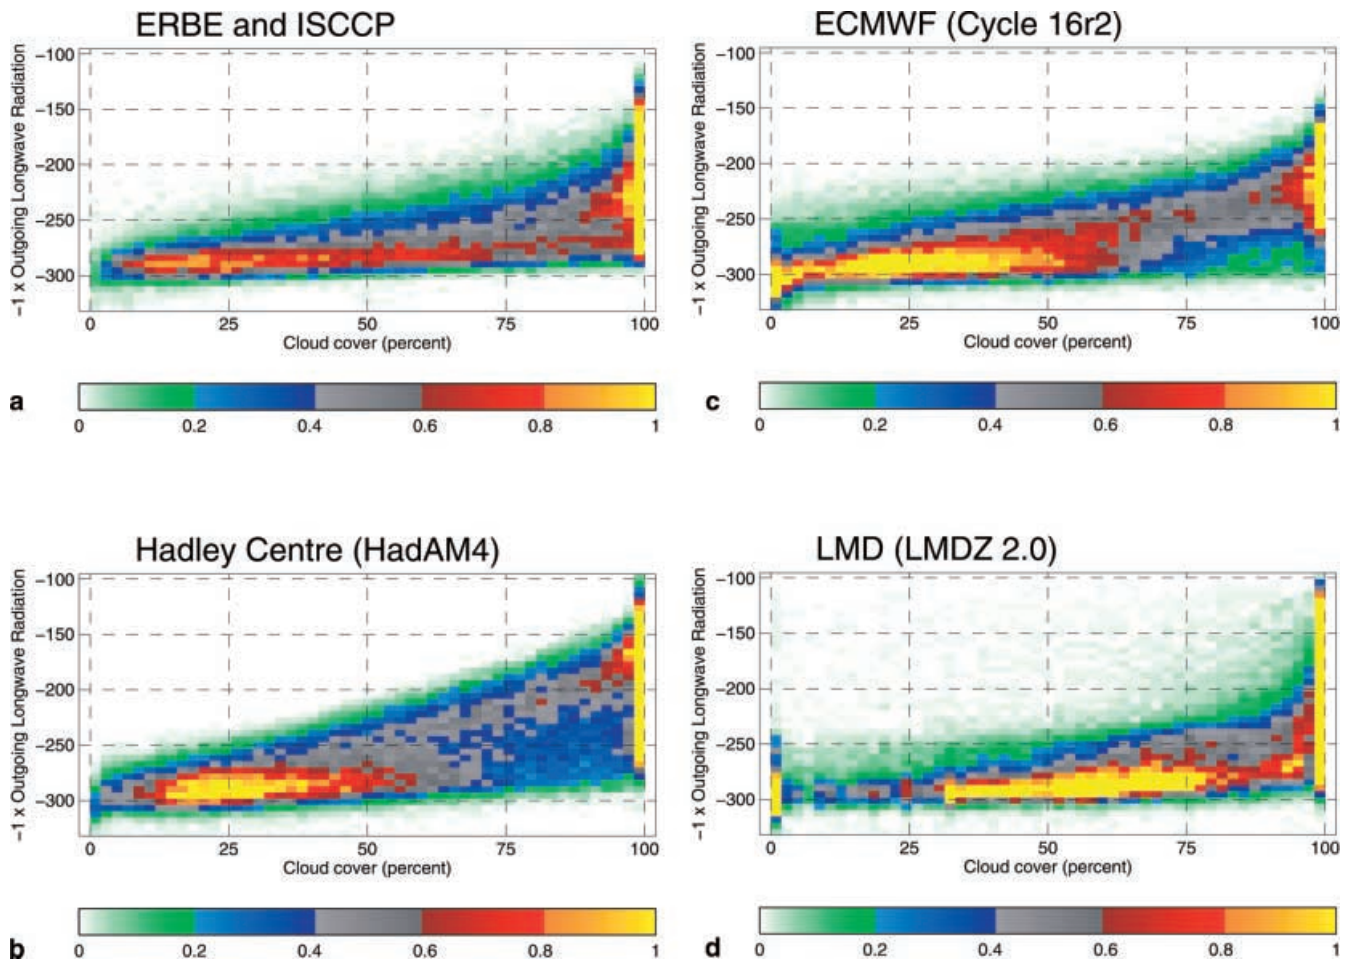 ERBE and ISCCP
−1 x Outgoing Longwave Radiation
−100
−150
−200
−250
−300
0 25 50 75 100
Cloud cover (percent)
a
0 0.2 0.4 0.6 0.8 1
ECMWF (Cycle 16r2)
−1 x Outgoing Longwave Radiation
−100
−150
−200
−250
−300
0 25 50 75 100
Cloud cover (percent)
c
0 0.2 0.4 0.6 0.8 1
Hadley Centre (HadAM4)
−1 x Outgoing Longwave Radiation
−100
−150
−200
−250
−300
0 25 50 75 100
Cloud cover (percent)
b
0 0.2 0.4 0.6 0.8 1
LMD (LMDZ 2.0)
−1 x Outgoing Longwave Radiation
−100
−150
−200
−250
−300
0 25 50 75 100
Cloud cover (percent)
d
0 0.2 0.4 0.6 0.8 1